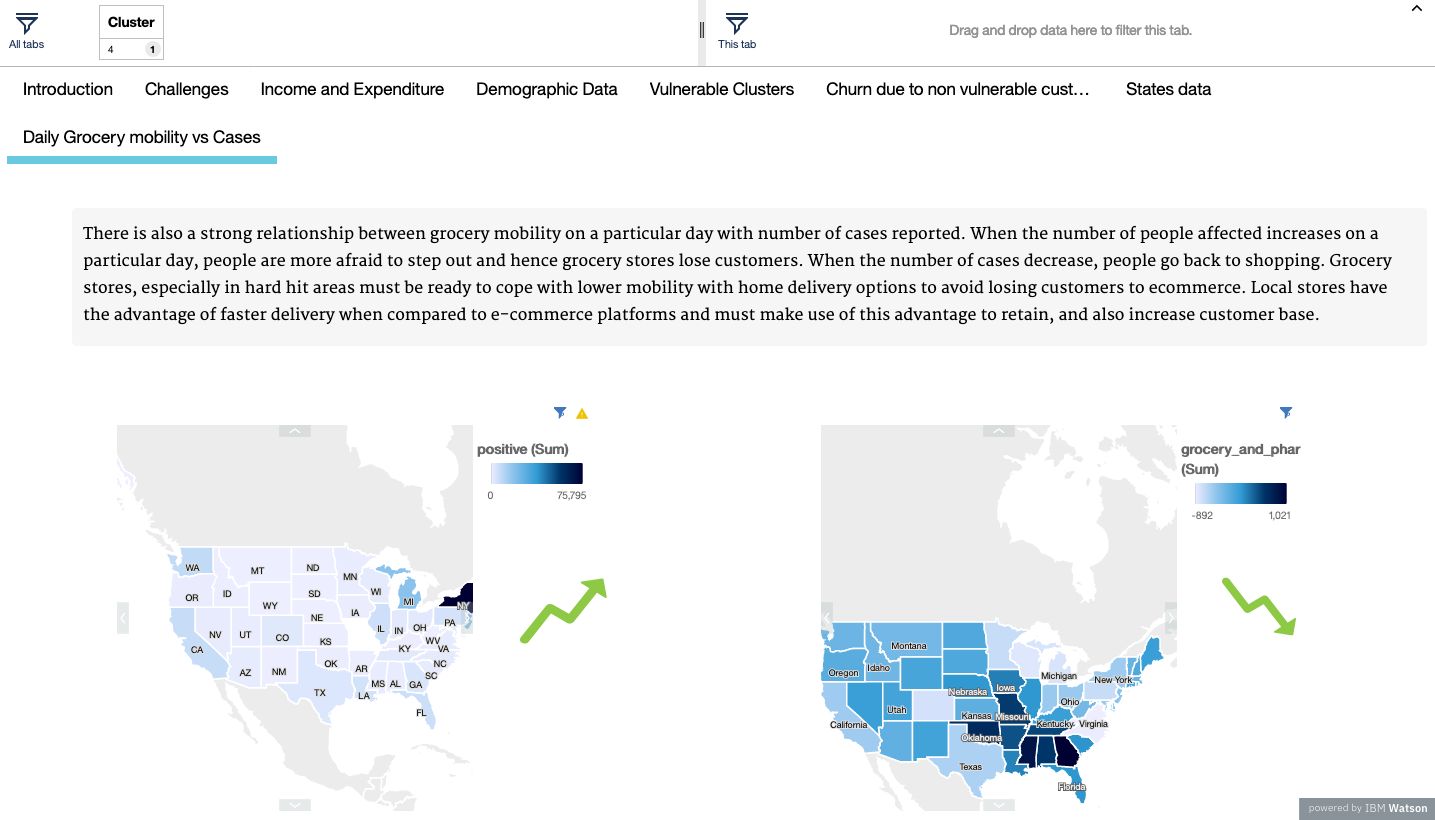 All tabs
Cluster
4 1
This tab
Drag and drop data here to filter this tab.
Introduction Challenges Income and Expenditure Demographic Data Vulnerable Clusters Churn due to non vulnerable cust… States data
Daily Grocery mobility vs Cases
There is also a strong relationship between grocery mobility on a particular day with number of cases reported. When the number of people affected increases on a
particular day, people are more afraid to step out and hence grocery stores lose customers. When the number of cases decrease, people go back to shopping. Grocery
stores, especially in hard hit areas must be ready to cope with lower mobility with home delivery options to avoid losing customers to ecommerce. Local stores have
the advantage of faster delivery when compared to e-commerce platforms and must make use of this advantage to retain, and also increase customer base.
positive (Sum)
0 75,795
WA MT ND MN
OR ID WY SD WI MI NY
NV UT CO NE IA IL IN OH PA
CA KS KY WV VA
AZ NM OK AR NC
TX LA MS AL GA SC
FL
grocery_and_phar
(Sum)
-892 1,021
Montana
Oregon Idaho Michigan New York
Nebraska Iowa Ohio
Utah Kansas Missouri
California Kentucky Virginia
Oklahoma
Texas
Florida
powered by IBM Watson